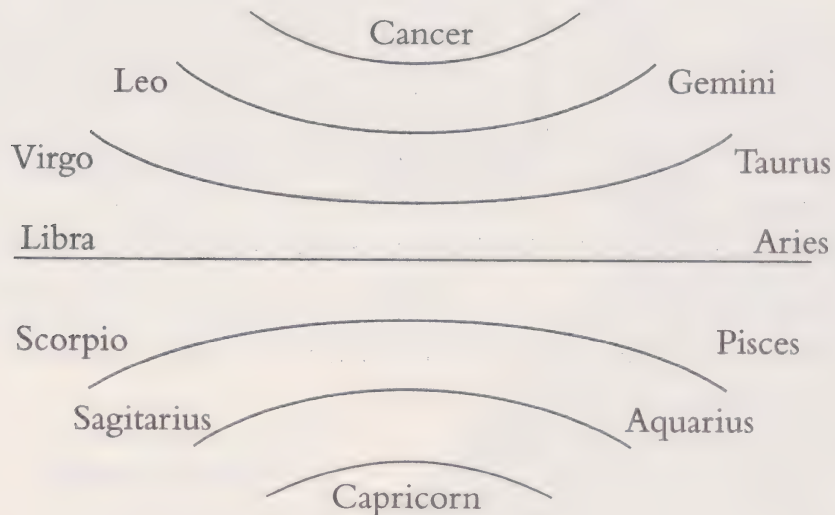 Cancer
Leo Gemini
Virgo Taurus
Libra Aries
Scorpio Pisces
Sagitarius Aquarius
Capricorn